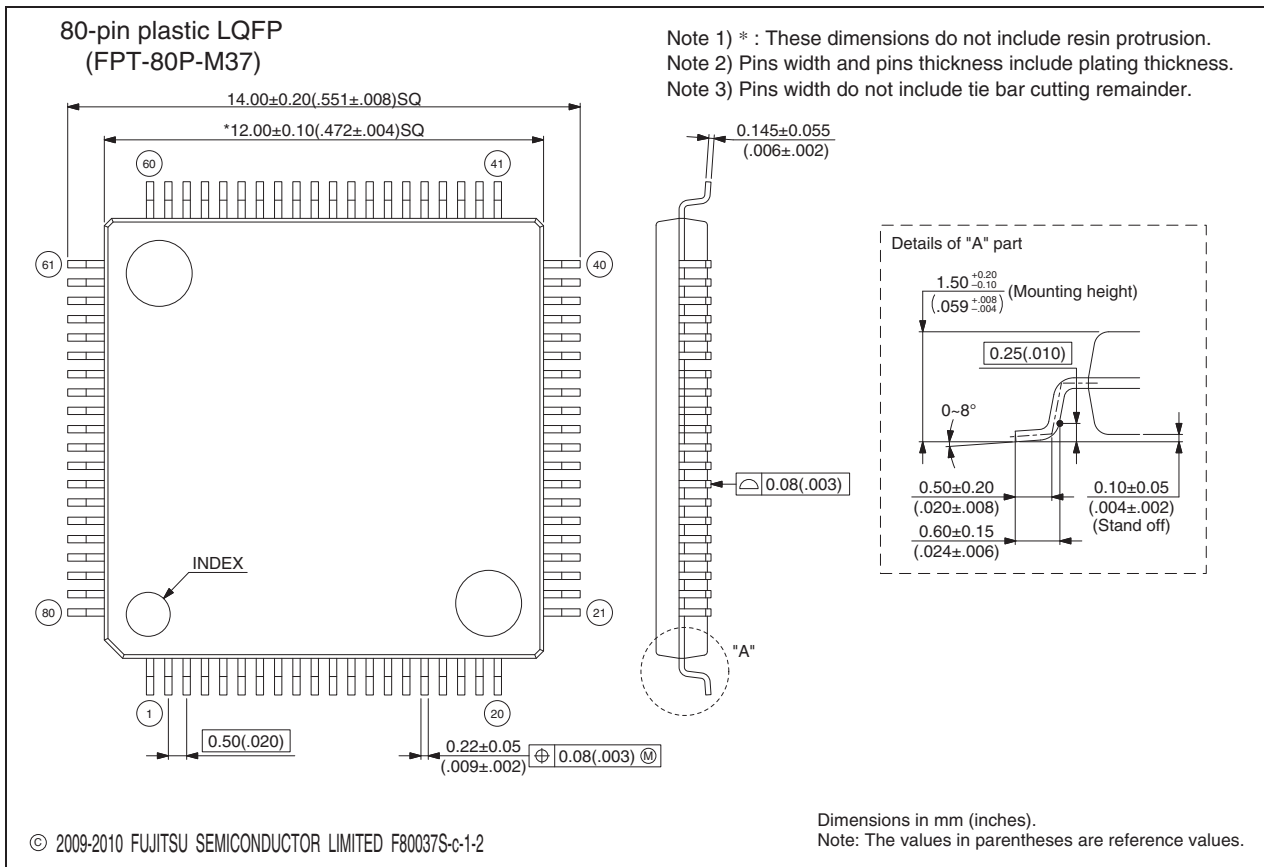 80-pin plastic LQFP
(FPT-80P-M37)
Note 1) * : These dimensions do not include resin protrusion.
Note 2) Pins width and pins thickness include plating thickness.
Note 3) Pins width do not include tie bar cutting remainder.
14.00±0.20(.551±.008)SQ
*12.00±0.10(.472±.004)SQ
0.145±0.055
(.006±.002)
60
41
61
40
Details of "A" part
1.50 +0.20 −0.10
(.059 +.008 −.004)
(Mounting height)
0.25(.010)
0~8°
0.08(.003)
0.50±0.20
(.020±.008)
0.60±0.15
(.024±.006)
0.10±0.05
(.004±.002)
(Stand off)
INDEX
80
21
"A"
1
20
0.50(.020)
0.22±0.05
(.009±.002)
⌖ 0.08(.003) Ⓜ
© 2009-2010 FUJITSU SEMICONDUCTOR LIMITED F80037S-c-1-2
Dimensions in mm (inches).
Note: The values in parentheses are reference values.